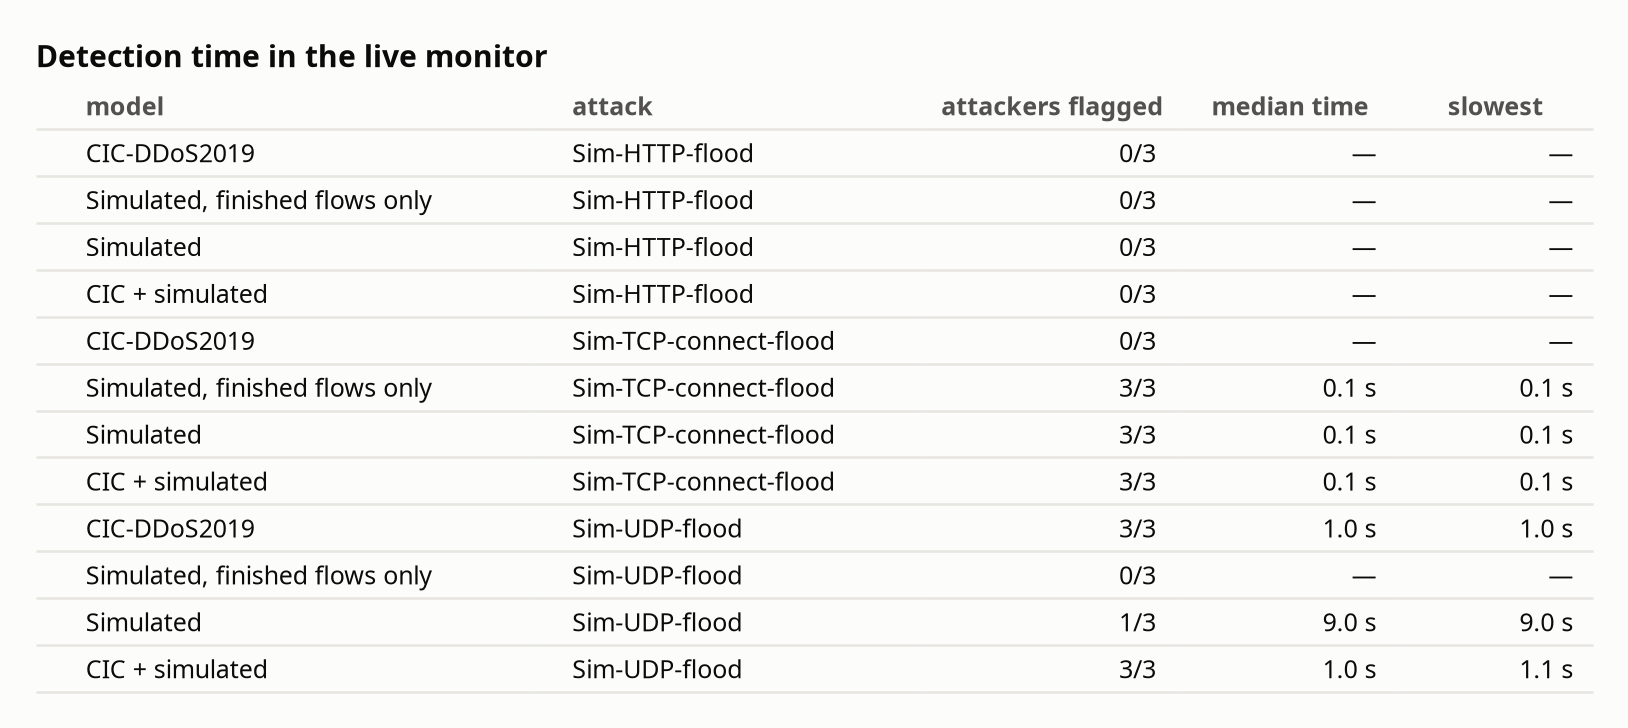 Detection time in the live monitor
model attack attackers flagged median time slowest
CIC-DDoS2019 Sim-HTTP-flood 0/3 — —
Simulated, finished flows only Sim-HTTP-flood 0/3 — —
Simulated Sim-HTTP-flood 0/3 — —
CIC + simulated Sim-HTTP-flood 0/3 — —
CIC-DDoS2019 Sim-TCP-connect-flood 0/3 — —
Simulated, finished flows only Sim-TCP-connect-flood 3/3 0.1 s 0.1 s
Simulated Sim-TCP-connect-flood 3/3 0.1 s 0.1 s
CIC + simulated Sim-TCP-connect-flood 3/3 0.1 s 0.1 s
CIC-DDoS2019 Sim-UDP-flood 3/3 1.0 s 1.0 s
Simulated, finished flows only Sim-UDP-flood 0/3 — —
Simulated Sim-UDP-flood 1/3 9.0 s 9.0 s
CIC + simulated Sim-UDP-flood 3/3 1.0 s 1.1 s